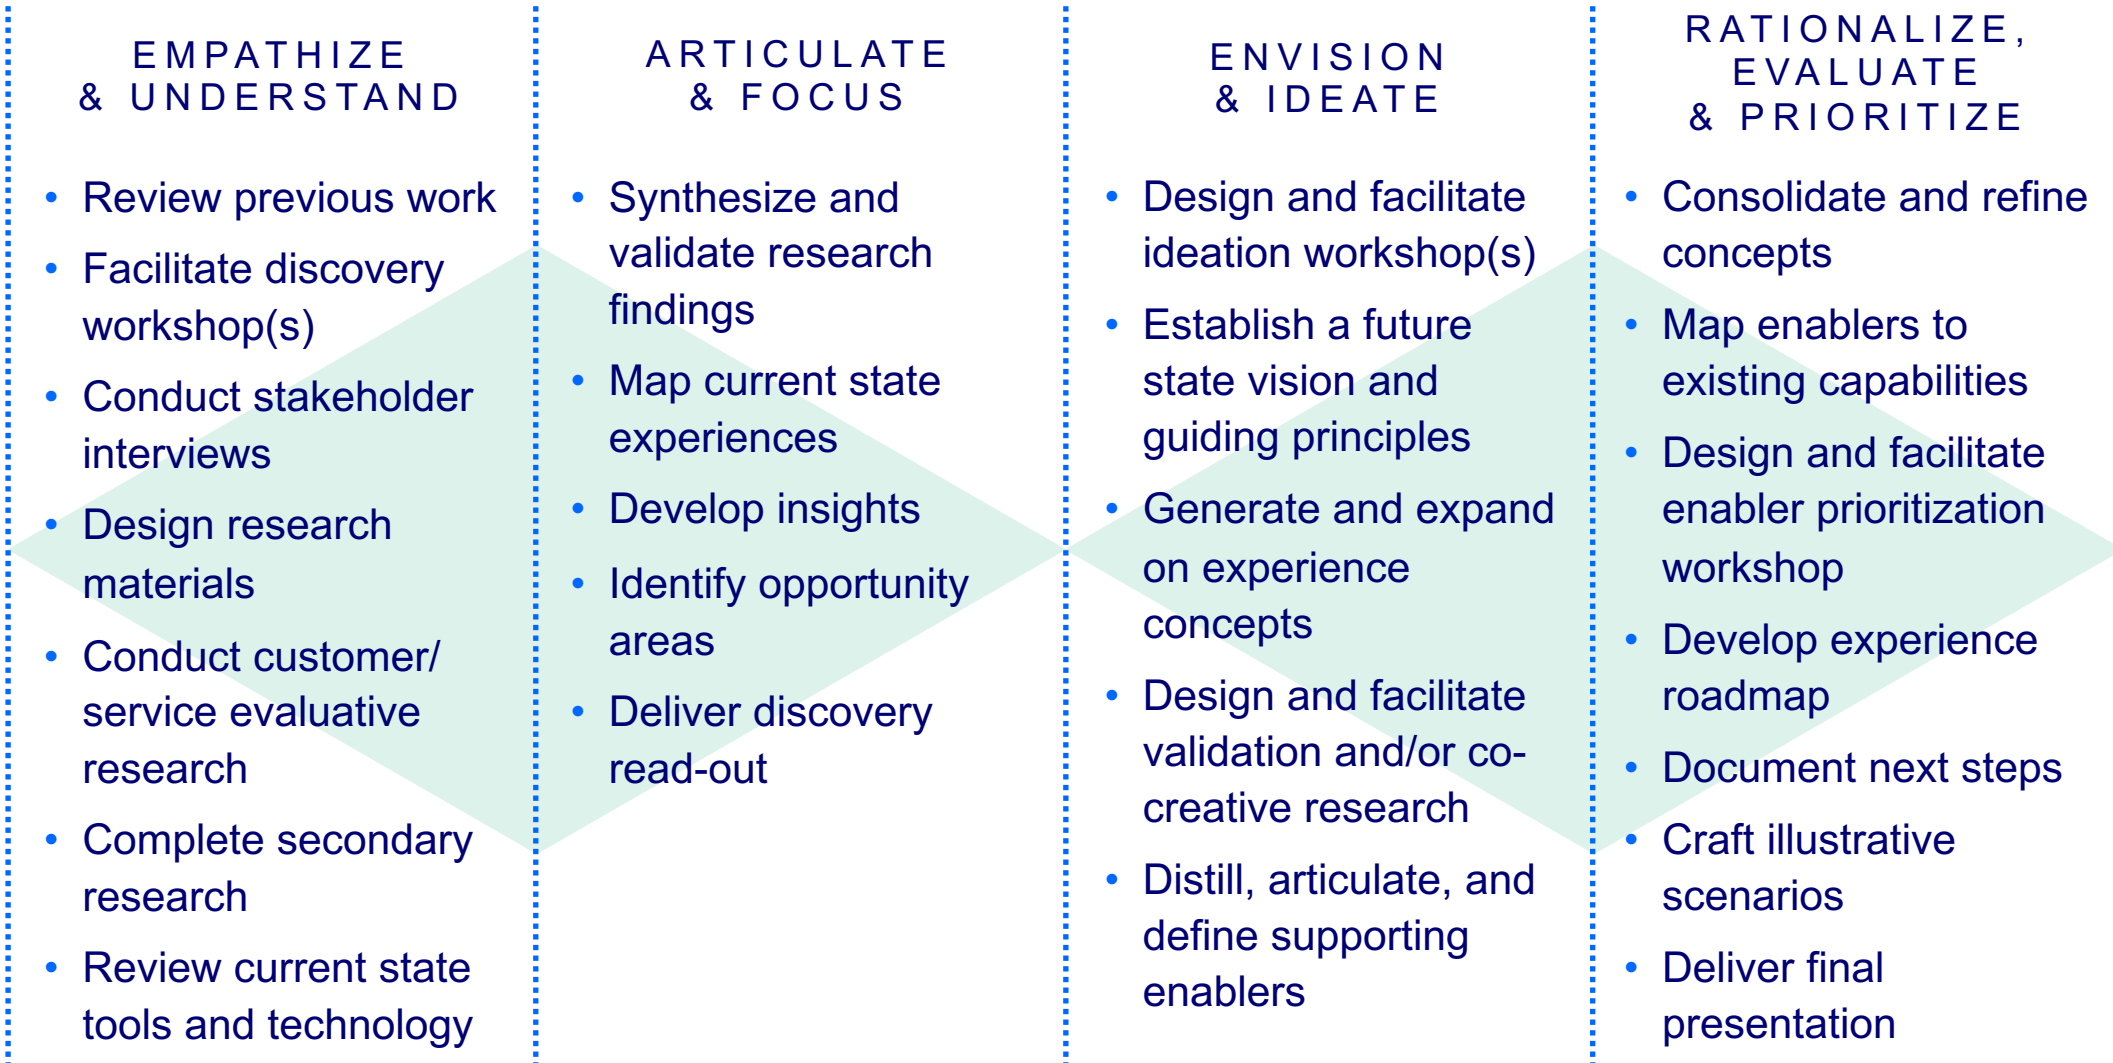 EMPATHIZE
& UNDERSTAND
• Review previous work
• Facilitate discovery
workshop(s)
• Conduct stakeholder
interviews
• Design research
materials
• Conduct customer/
service evaluative
research
• Complete secondary
research
• Review current state
tools and technology
ARTICULATE
& FOCUS
• Synthesize and
validate research
findings
• Map current state
experiences
• Develop insights
• Identify opportunity
areas
• Deliver discovery
read-out
ENVISION
& IDEATE
• Design and facilitate
ideation workshop(s)
• Establish a future
state vision and
guiding principles
• Generate and expand
on experience
concepts
• Design and facilitate
validation and/or co-
creative research
• Distill, articulate, and
define supporting
enablers
RATIONALIZE,
EVALUATE
& PRIORITIZE
• Consolidate and refine
concepts
• Map enablers to
existing capabilities
• Design and facilitate
enabler prioritization
workshop
• Develop experience
roadmap
• Document next steps
• Craft illustrative
scenarios
• Deliver final
presentation